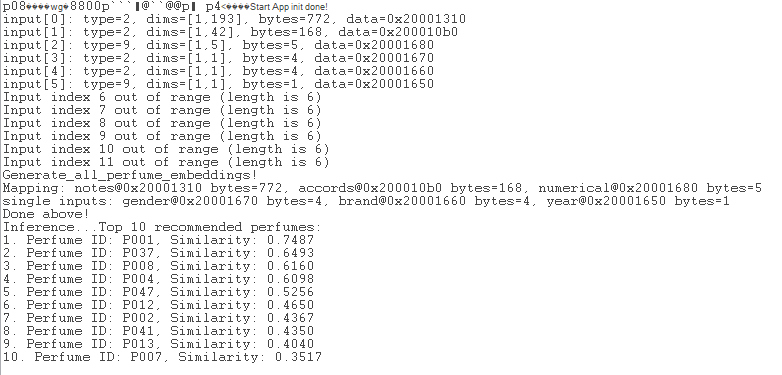 p08����wg�8800p```▮@``@@p▮ p4<����Start App init done!
input[0]: type=2, dims=[1,193], bytes=772, data=0x20001310
input[1]: type=2, dims=[1,42], bytes=168, data=0x200010b0
input[2]: type=9, dims=[1,5], bytes=5, data=0x20001680
input[3]: type=2, dims=[1,1], bytes=4, data=0x20001670
input[4]: type=2, dims=[1,1], bytes=4, data=0x20001660
input[5]: type=9, dims=[1,1], bytes=1, data=0x20001650
Input index 6 out of range (length is 6)
Input index 7 out of range (length is 6)
Input index 8 out of range (length is 6)
Input index 9 out of range (length is 6)
Input index 10 out of range (length is 6)
Input index 11 out of range (length is 6)
Generate_all_perfume_embeddings!
Mapping: notes@0x20001310 bytes=772, accords@0x200010b0 bytes=168, numerical@0x20001680 bytes=5
single inputs: gender@0x20001670 bytes=4, brand@0x20001660 bytes=4, year@0x20001650 bytes=1
Done above!
Inference...Top 10 recommended perfumes:
1. Perfume ID: P001, Similarity: 0.7487
2. Perfume ID: P037, Similarity: 0.6493
3. Perfume ID: P008, Similarity: 0.6160
4. Perfume ID: P004, Similarity: 0.6098
5. Perfume ID: P047, Similarity: 0.5256
6. Perfume ID: P012, Similarity: 0.4650
7. Perfume ID: P002, Similarity: 0.4367
8. Perfume ID: P041, Similarity: 0.4350
9. Perfume ID: P013, Similarity: 0.4040
10. Perfume ID: P007, Similarity: 0.3517